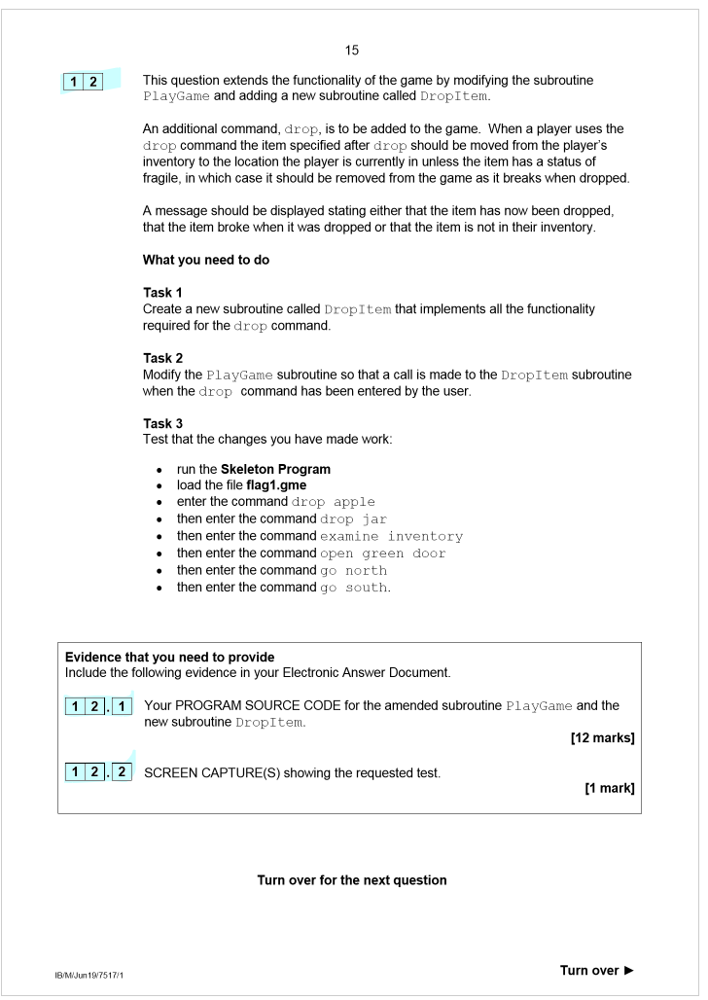 15
1 2
This question extends the functionality of the game by modifying the subroutine
PlayGame and adding a new subroutine called DropItem.
An additional command, drop, is to be added to the game. When a player uses the
drop command the item specified after drop should be moved from the player's
inventory to the location the player is currently in unless the item has a status of
fragile, in which case it should be removed from the game as it breaks when dropped.
A message should be displayed stating either that the item has now been dropped,
that the item broke when it was dropped or that the item is not in their inventory.
What you need to do
Task 1
Create a new subroutine called DropItem that implements all the functionality
required for the drop command.
Task 2
Modify the PlayGame subroutine so that a call is made to the DropItem subroutine
when the drop command has been entered by the user.
Task 3
Test that the changes you have made work:
• run the Skeleton Program
• load the file flag1.gme
• enter the command drop apple
• then enter the command drop jar
• then enter the command examine inventory
• then enter the command open green door
• then enter the command go north
• then enter the command go south.
Evidence that you need to provide
Include the following evidence in your Electronic Answer Document.
1 2 . 1 Your PROGRAM SOURCE CODE for the amended subroutine PlayGame and the
new subroutine DropItem.
[12 marks]
1 2 . 2 SCREEN CAPTURE(S) showing the requested test.
[1 mark]
Turn over for the next question
Turn over ►
IB/M/Jun19/7517/1